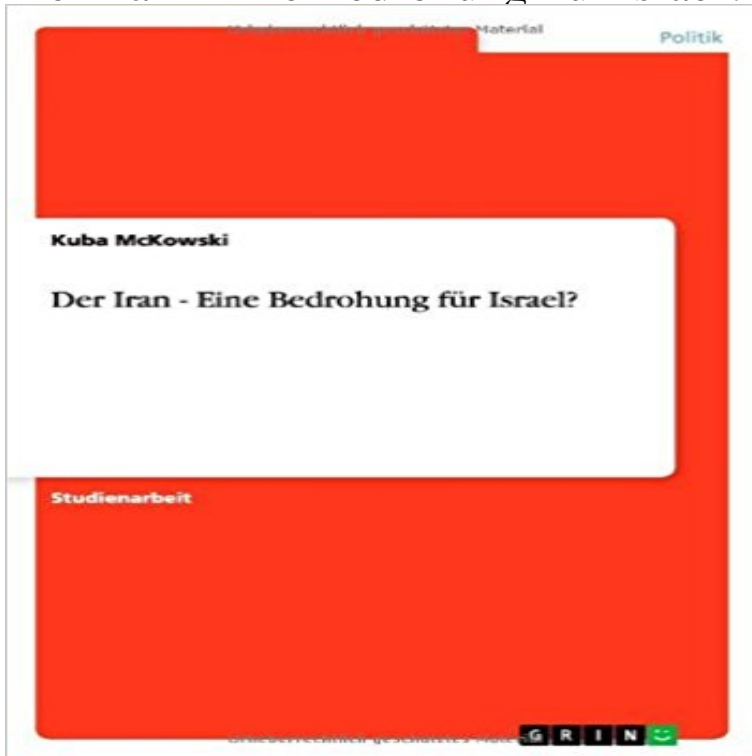 Material
Politik
Kuba McKowski
Der Iran - Eine Bedrohung für Israel?
Studienarbeit
GRIN